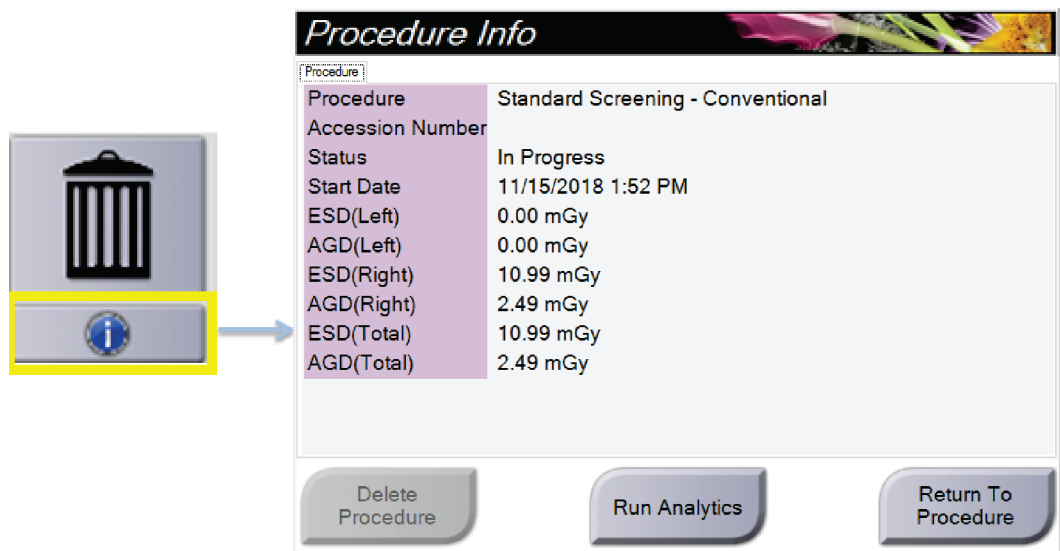 Procedure Info
Procedure
Procedure Standard Screening - Conventional
Accession Number
Status In Progress
Start Date 11/15/2018 1:52 PM
ESD(Left) 0.00 mGy
AGD(Left) 0.00 mGy
ESD(Right) 10.99 mGy
AGD(Right) 2.49 mGy
ESD(Total) 10.99 mGy
AGD(Total) 2.49 mGy
Delete
Procedure
Run Analytics
Return To
Procedure